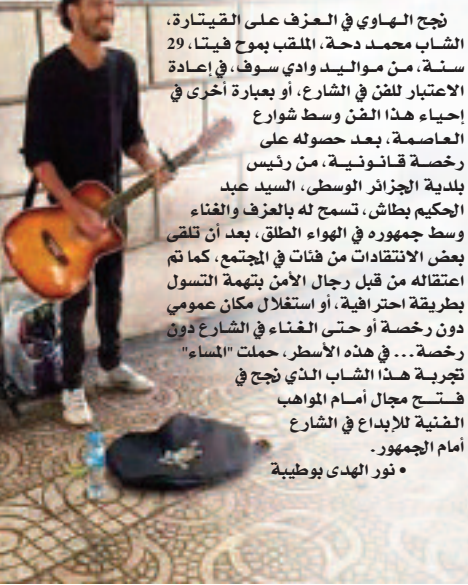 نجح الهاوي في العزف على القيتارة،
الشاب محمد دحة، الملقب بموح فيتا، 29
سنة، من مواليد وادي سوف، في إعادة
الاعتبار للفن في الشارع، أو بعبارة أخرى في
إحياء هذا الفن وسط شوارع
العاصمة، بعد حصوله على
رخصة قانونية، من رئيس
بلدية الجزائر الوسطى، السيد عبد
الحكيم بطاش، تسمح له بالعزف والغناء
وسط جمهوره في الهواء الطلق، بعد أن تلقى
بعض الانتقادات من فئات في المجتمع، كما تم
اعتقاله من قبل رجال الأمن بتهمة التسول
بطريقة احترافية، أو استغلال مكان عمومي
دون رخصة أو حتى الغناء في الشارع دون
رخصة... في هذه الأسطر، حملت "المساء"
تجربة هذا الشاب الذي نجح في
فتح مجال أمام المواهب
الفنية للإبداع في الشارع
أمام الجمهور.
• نور الهدى بوطيبة